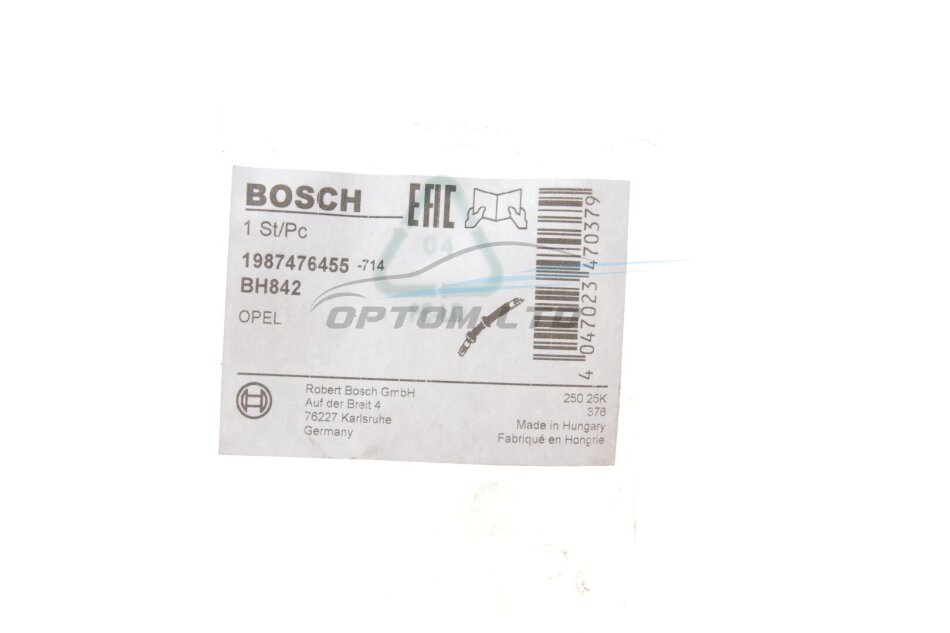 BOSCH
EAC
1 St/Pc
04
1987476455 -714
BH842
OPEL
OPTOM LTD
4 047023 470379
Robert Bosch GmbH
Auf der Breit 4
76227 Karlsruhe
Germany
250 25K
376
Made in Hungary
Fabriqué en Hongrie